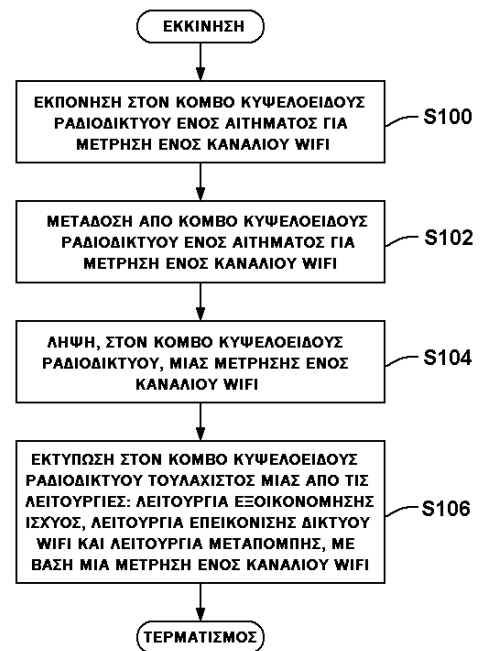 ΕΚΚΙΝΗΣΗ
ΕΚΠΟΝΗΣΗ ΣΤΟΝ ΚΟΜΒΟ ΚΥΨΕΛΟΕΙΔΟΥΣ
ΡΑΔΙΟΔΙΚΤΥΟΥ ΕΝΟΣ ΑΙΤΗΜΑΤΟΣ ΓΙΑ
ΜΕΤΡΗΣΗ ΕΝΟΣ ΚΑΝΑΛΙΟΥ WIFI
S100
ΜΕΤΑΔΟΣΗ ΑΠΟ ΚΟΜΒΟ ΚΥΨΕΛΟΕΙΔΟΥΣ
ΡΑΔΙΟΔΙΚΤΥΟΥ ΕΝΟΣ ΑΙΤΗΜΑΤΟΣ ΓΙΑ
ΜΕΤΡΗΣΗ ΕΝΟΣ ΚΑΝΑΛΙΟΥ WIFI
S102
ΛΗΨΗ, ΣΤΟΝ ΚΟΜΒΟ ΚΥΨΕΛΟΕΙΔΟΥΣ
ΡΑΔΙΟΔΙΚΤΥΟΥ, ΜΙΑΣ ΜΕΤΡΗΣΗΣ ΕΝΟΣ
ΚΑΝΑΛΙΟΥ WIFI
S104
ΕΚΤΥΠΩΣΗ ΣΤΟΝ ΚΟΜΒΟ ΚΥΨΕΛΟΕΙΔΟΥΣ
ΡΑΔΙΟΔΙΚΤΥΟΥ ΤΟΥΛΑΧΙΣΤΟΣ ΜΙΑΣ ΑΠΟ ΤΙΣ
ΛΕΙΤΟΥΡΓΙΕΣ: ΛΕΙΤΟΥΡΓΙΑ ΕΞΟΙΚΟΝΟΜΗΣΗΣ
ΙΣΧΥΟΣ, ΛΕΙΤΟΥΡΓΙΑ ΕΠΕΙΚΟΝΙΣΗΣ ΔΙΚΤΥΟΥ
WIFI ΚΑΙ ΛΕΙΤΟΥΡΓΙΑ ΜΕΤΑΠΟΜΠΗΣ, ΜΕ
ΒΑΣΗ ΜΙΑ ΜΕΤΡΗΣΗ ΕΝΟΣ ΚΑΝΑΛΙΟΥ WIFI
S106
ΤΕΡΜΑΤΙΣΜΟΣ